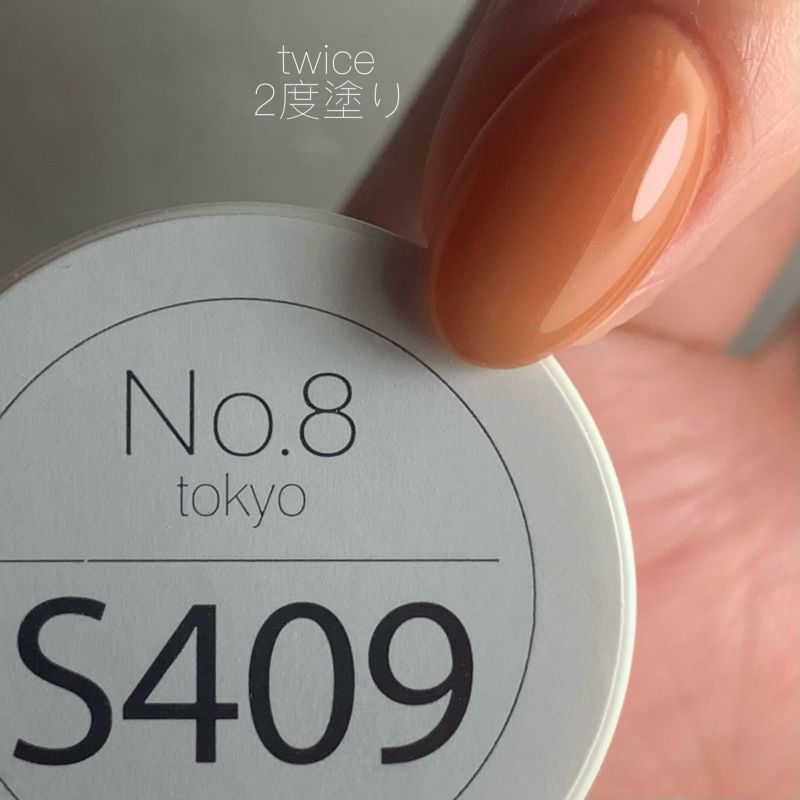 twice
2度塗り
No.8
tokyo
S409